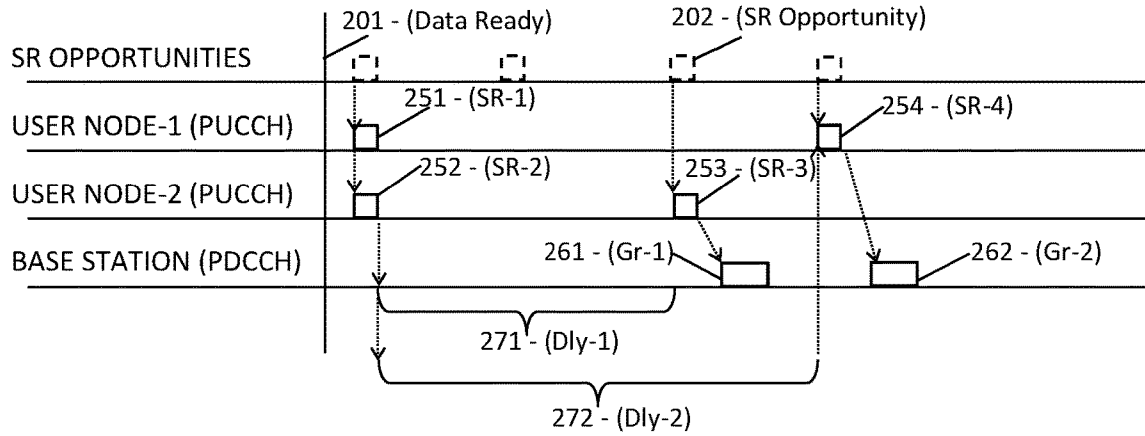 201 - (Data Ready)
202 - (SR Opportunity)
SR OPPORTUNITIES
251 - (SR-1)
254 - (SR-4)
USER NODE-1 (PUCCH)
252 - (SR-2)
253 - (SR-3)
USER NODE-2 (PUCCH)
261 - (Gr-1)
262 - (Gr-2)
BASE STATION (PDCCH)
271 - (Dly-1)
272 - (Dly-2)